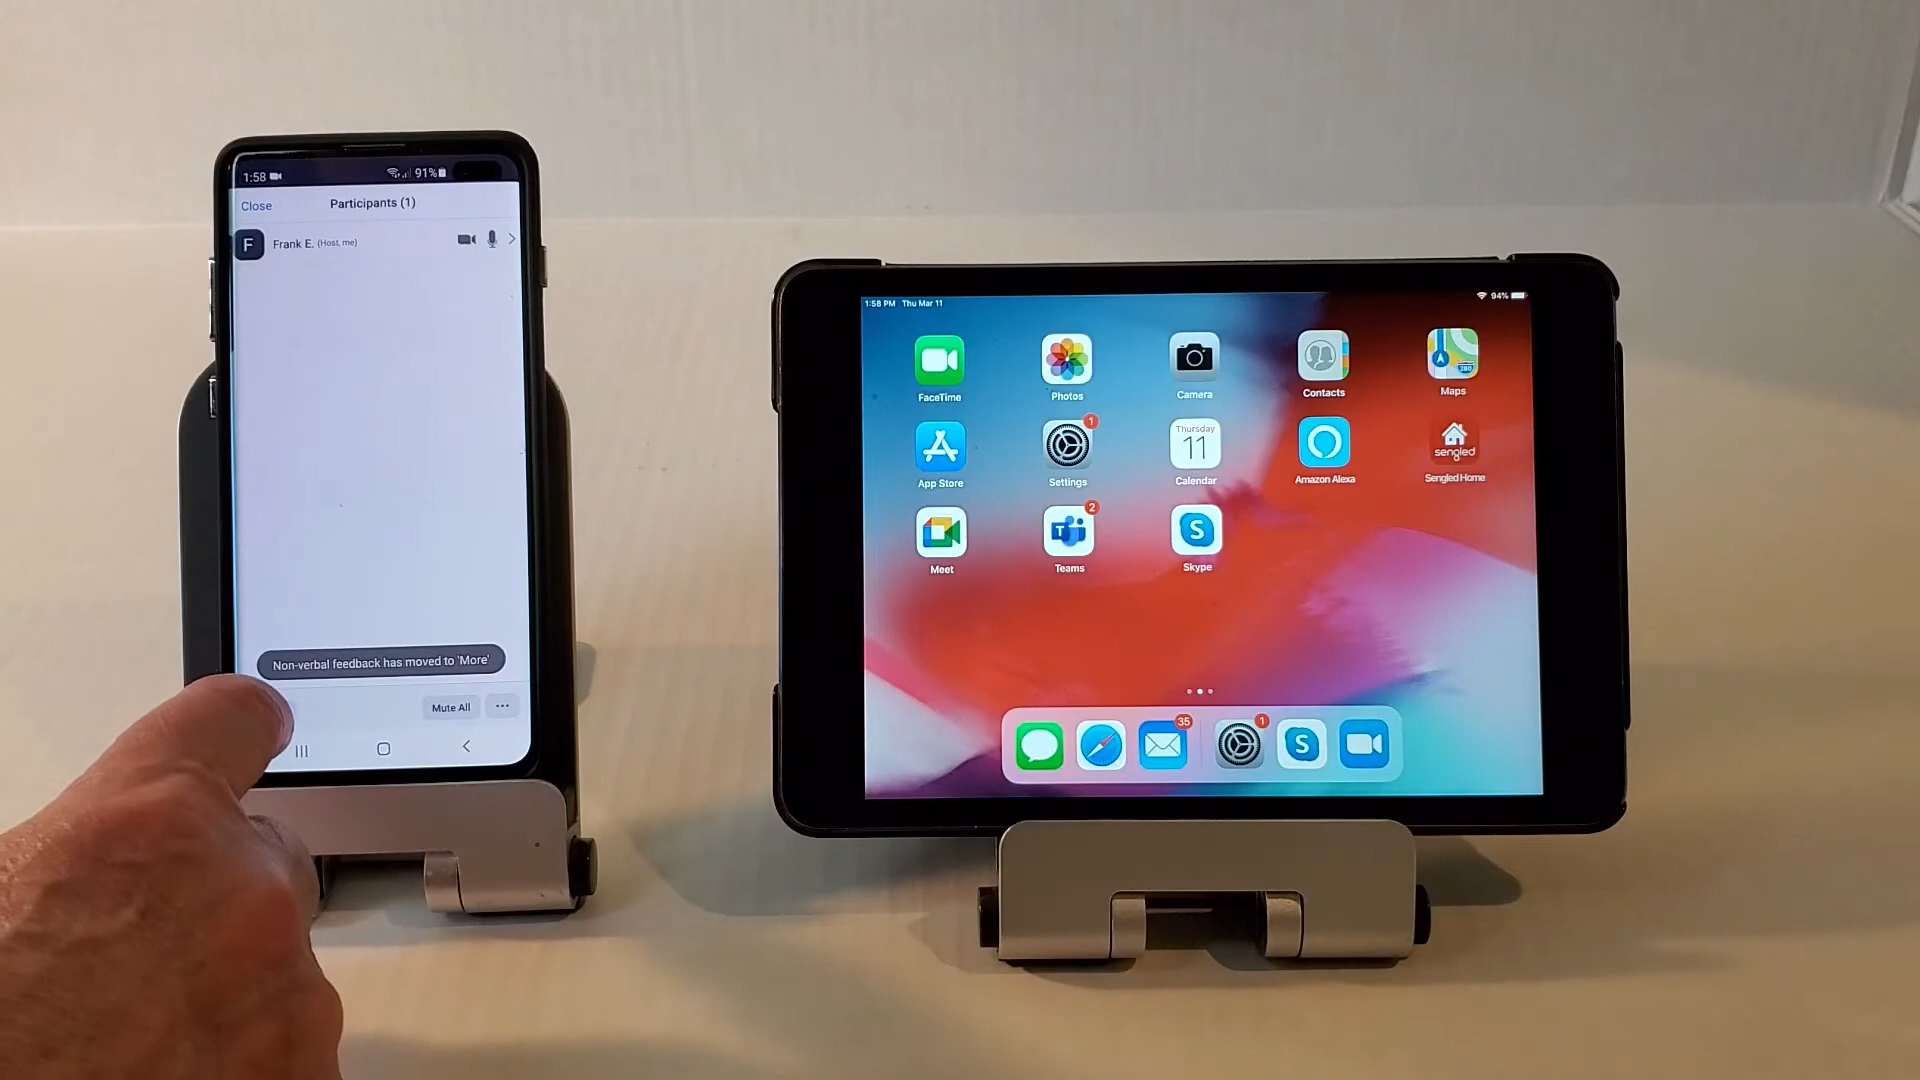 1:58 91%
Close Participants (1)
F Frank E. (Host, me)
Non-verbal feedback has moved to 'More'
Mute All ...
1:58 PM Thu Mar 11 94%
FaceTime Photos Camera Contacts Maps
1 Thursday
11 sengled
App Store Settings Calendar Amazon Alexa Sengled Home
2
T S
Meet Teams Skype
35 1
S